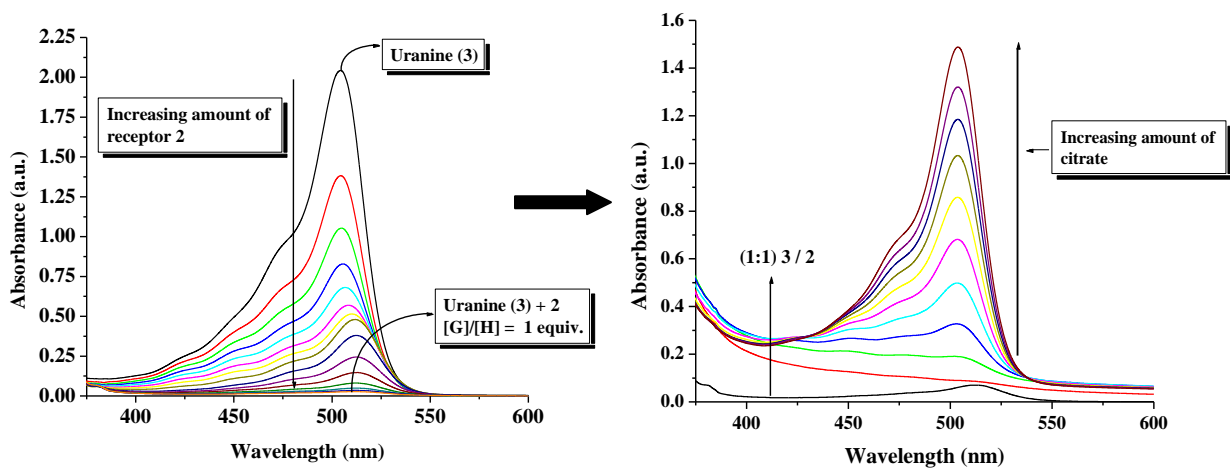 2.25
2.00
1.75
1.50
1.25
1.00
0.75
0.50
0.25
0.00
Absorbance (a.u.)
400
450
500
550
600
Wavelength (nm)
Uranine (3)
Increasing amount of
receptor 2
Uranine (3) + 2
[G]/[H] = 1 equiv.
1.6
1.4
1.2
1.0
0.8
0.6
0.4
0.2
0.0
Absorbance (a.u.)
400
450
500
550
600
Wavelength (nm)
(1:1) 3 / 2
Increasing amount of
citrate